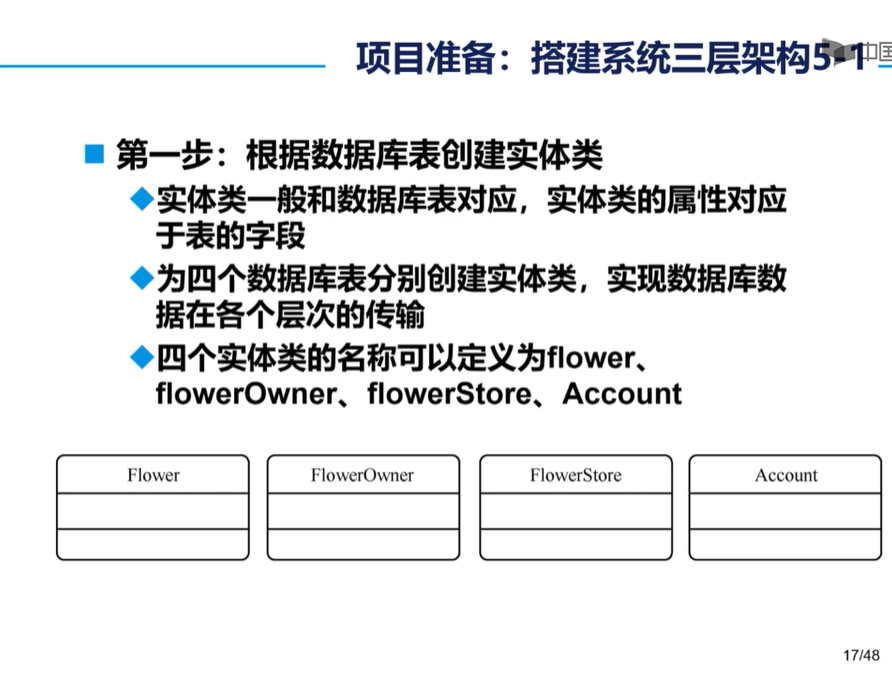 项目准备：搭建系统三层架构5-1
中国
第一步：根据数据库表创建实体类
实体类一般和数据库表对应，实体类的属性对应
于表的字段
为四个数据库表分别创建实体类，实现数据库数
据在各个层次的传输
四个实体类的名称可以定义为flower、
flowerOwner、flowerStore、Account
Flower
FlowerOwner
FlowerStore
Account
17/48